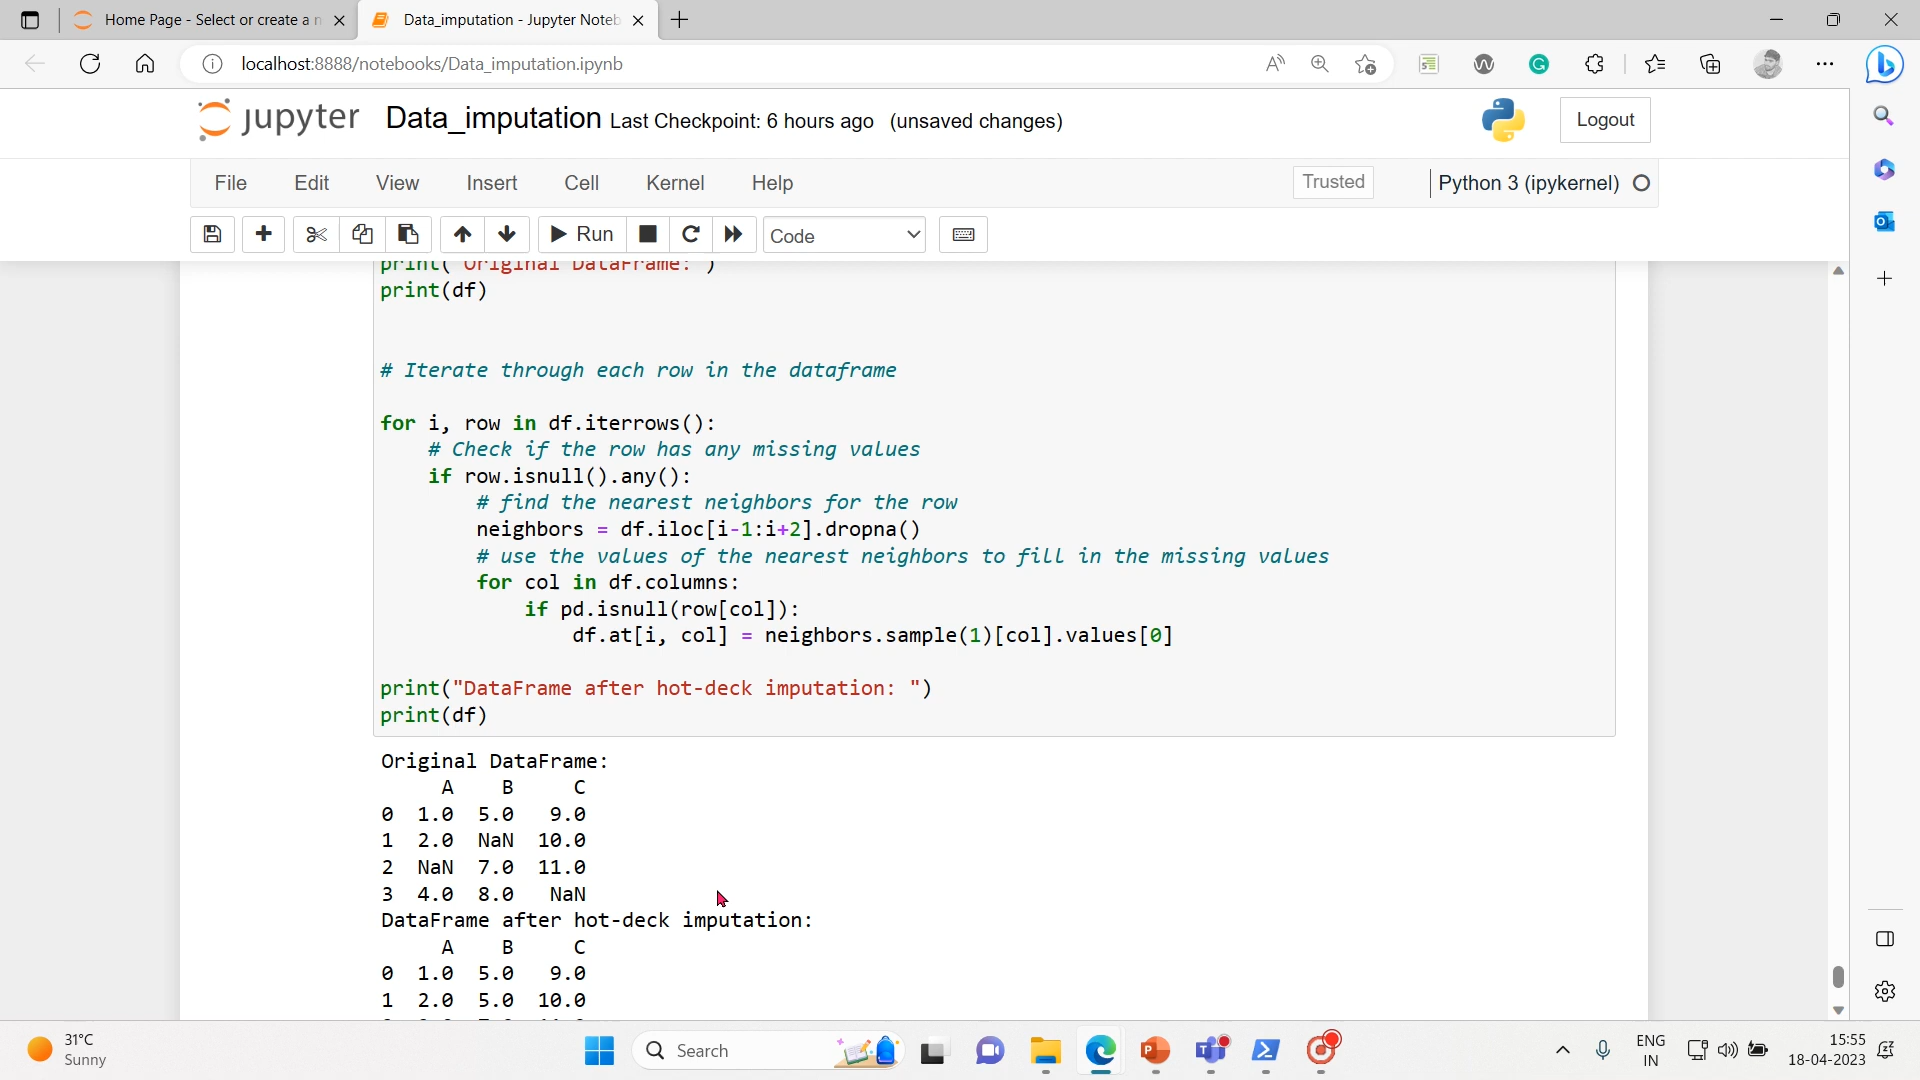 Home Page - Select or create a n
Data_imputation - Jupyter Noteb
localhost:8888/notebooks/Data_imputation.ipynb
jupyter Data_imputation Last Checkpoint: 6 hours ago (unsaved changes)
Logout
File Edit View Insert Cell Kernel Help
Trusted
Python 3 (ipykernel)
Run
Code
print("Original DataFrame: ")
print(df)
# Iterate through each row in the dataframe
for i, row in df.iterrows():
    # Check if the row has any missing values
    if row.isnull().any():
        # find the nearest neighbors for the row
        neighbors = df.iloc[i-1:i+2].dropna()
        # use the values of the nearest neighbors to fill in the missing values
        for col in df.columns:
            if pd.isnull(row[col]):
                df.at[i, col] = neighbors.sample(1)[col].values[0]
print("DataFrame after hot-deck imputation: ")
print(df)
Original DataFrame:
     A    B     C
0  1.0  5.0   9.0
1  2.0  NaN  10.0
2  NaN  7.0  11.0
3  4.0  8.0   NaN
DataFrame after hot-deck imputation:
     A    B     C
0  1.0  5.0   9.0
1  2.0  5.0  10.0
31°C
Sunny
Search
ENG
IN
15:55
18-04-2023